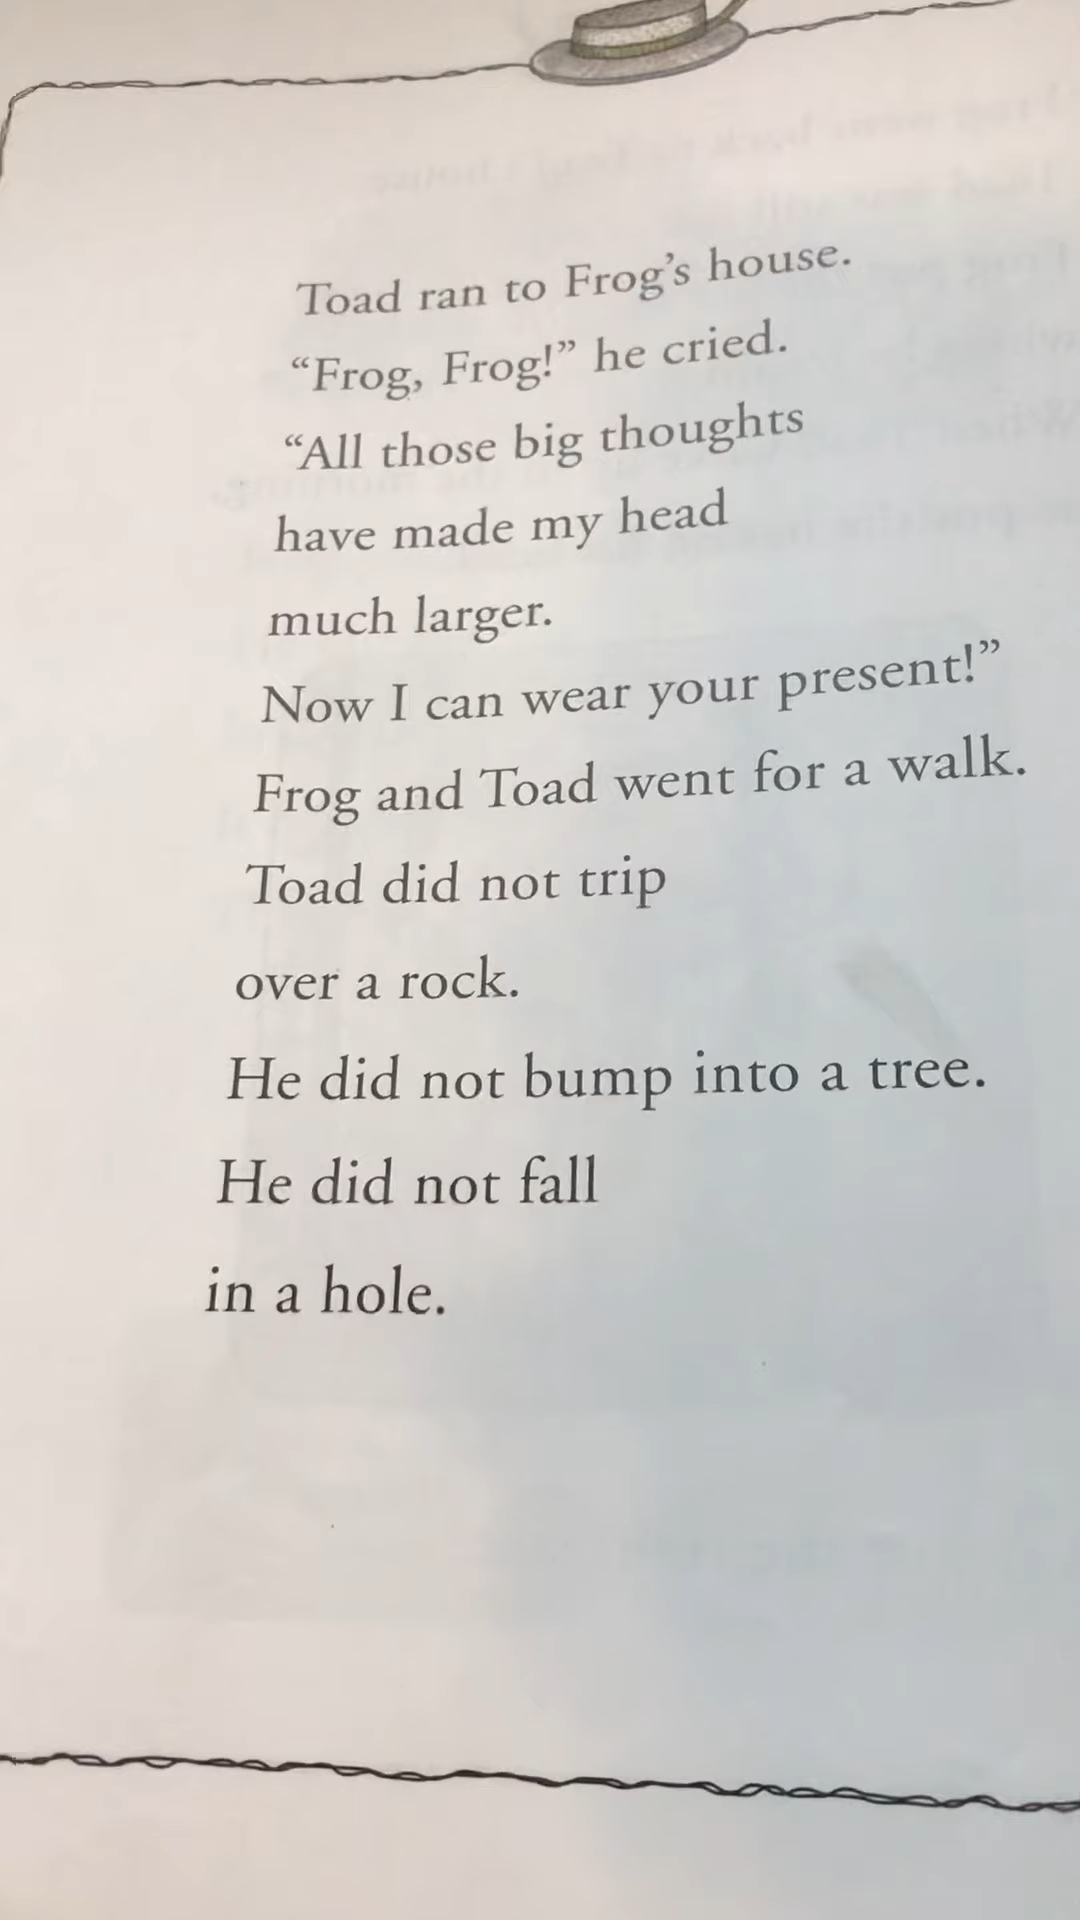 Toad ran to Frog’s house.
“Frog, Frog!” he cried.
“All those big thoughts
have made my head
much larger.
Now I can wear your present!”
Frog and Toad went for a walk.
Toad did not trip
over a rock.
He did not bump into a tree.
He did not fall
in a hole.